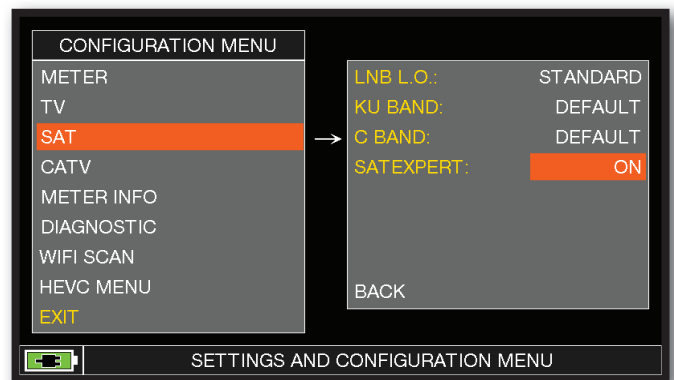 CONFIGURATION MENU
METER
TV
SAT
CATV
METER INFO
DIAGNOSTIC
WIFI SCAN
HEVC MENU
EXIT
→
LNB L.O.: STANDARD
KU BAND: DEFAULT
C BAND: DEFAULT
SATEXPERT: ON
BACK
SETTINGS AND CONFIGURATION MENU